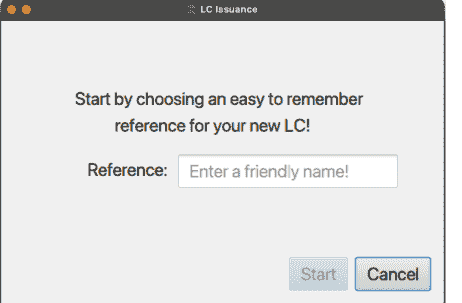 LC Issuance
Start by choosing an easy to remember
reference for your new LC!
Reference: Enter a friendly name!
Start Cancel